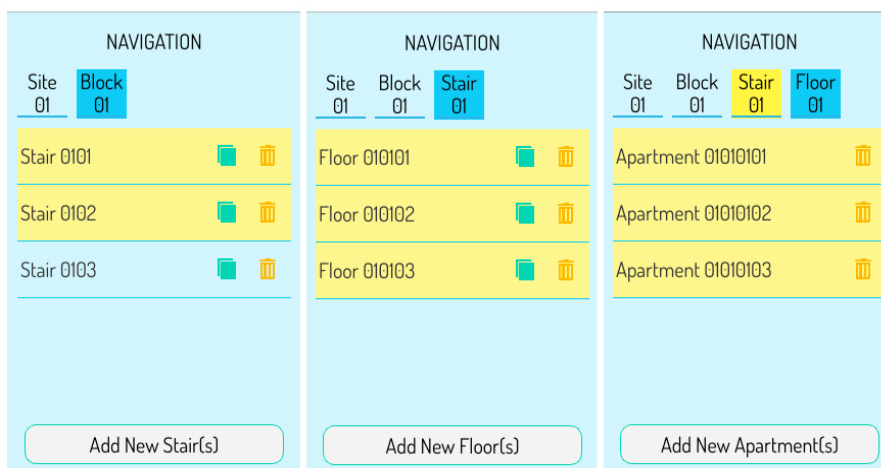 NAVIGATION
Site 01
Block 01
Stair 0101
Stair 0102
Stair 0103
Add New Stair(s)
NAVIGATION
Site 01
Block 01
Stair 01
Floor 010101
Floor 010102
Floor 010103
Add New Floor(s)
NAVIGATION
Site 01
Block 01
Stair 01
Floor 01
Apartment 01010101
Apartment 01010102
Apartment 01010103
Add New Apartment(s)